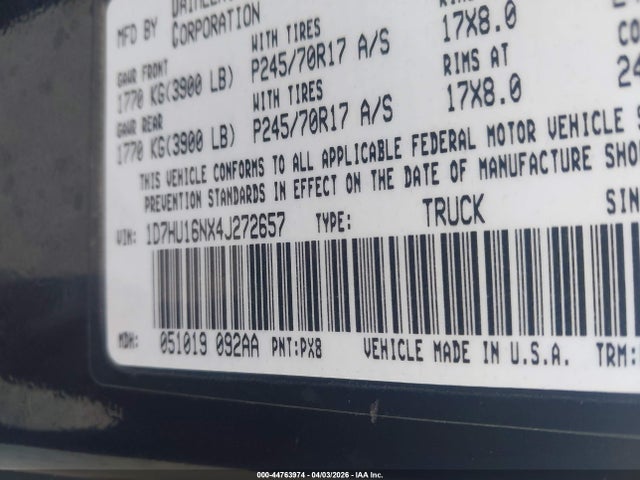 MFD BY
CORPORATION
GAWR FRONT WITH TIRES
1770 KG(3900 LB) P245/70R17 A/S 17X8.0
GAWR REAR WITH TIRES RIMS AT
1770 KG(3900 LB) P245/70R17 A/S 17X8.0
THIS VEHICLE CONFORMS TO ALL APPLICABLE FEDERAL MOTOR VEHICLE S
PREVENTION STANDARDS IN EFFECT ON THE DATE OF MANUFACTURE SHO
VIN: 1D7HU16NX4J272657 TYPE: TRUCK SIN
MDH: 051019 092AA PNT:PX8 VEHICLE MADE IN U.S.A. TRM:
000-44763974 - 04/03/2026 - IAA Inc.